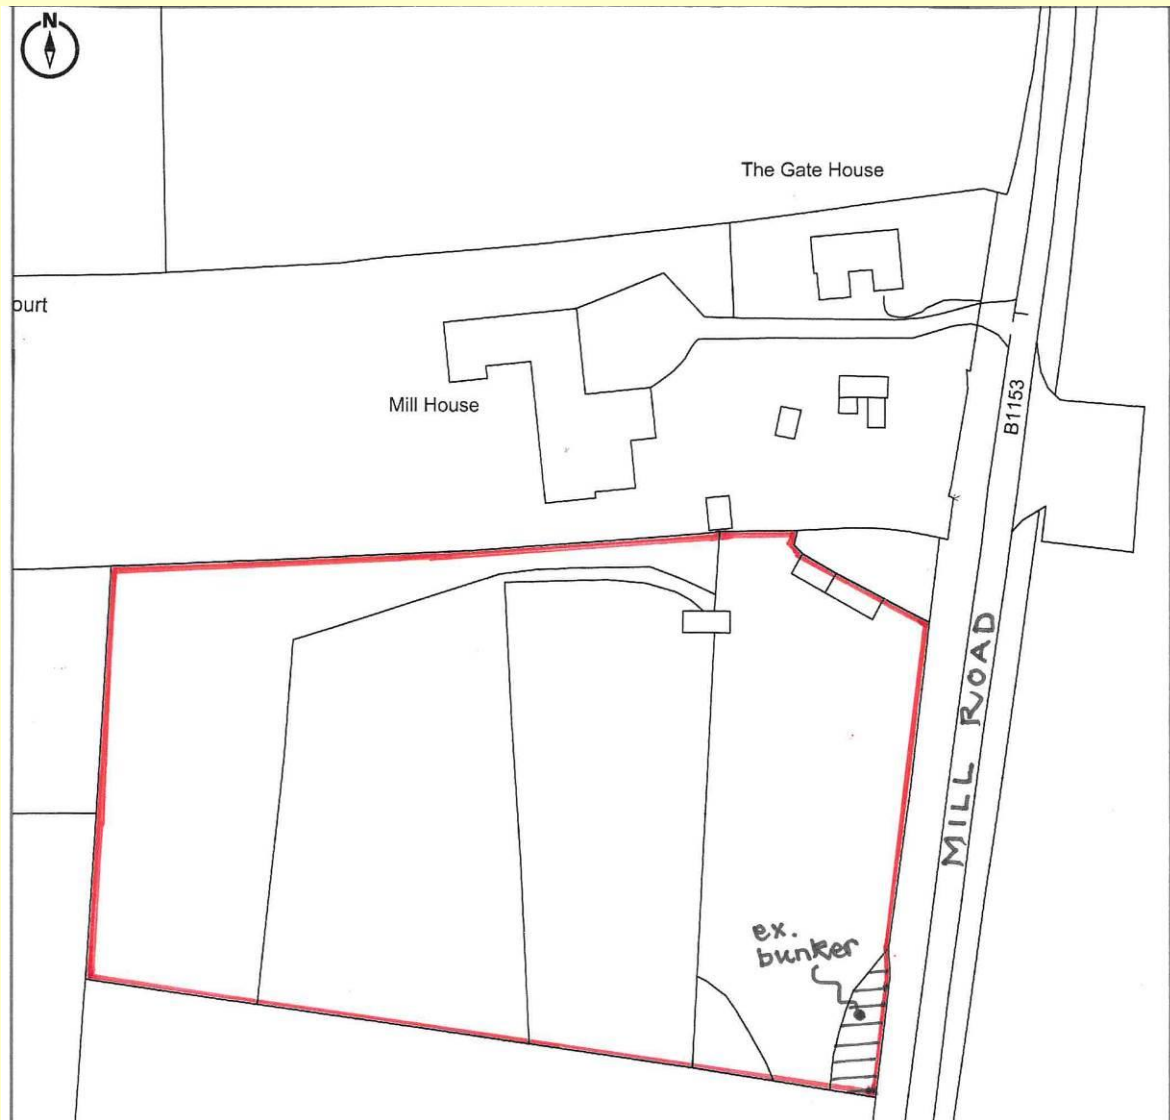 N
The Gate House
ourt
Mill House
B1153
MILL ROAD
ex.
bunker